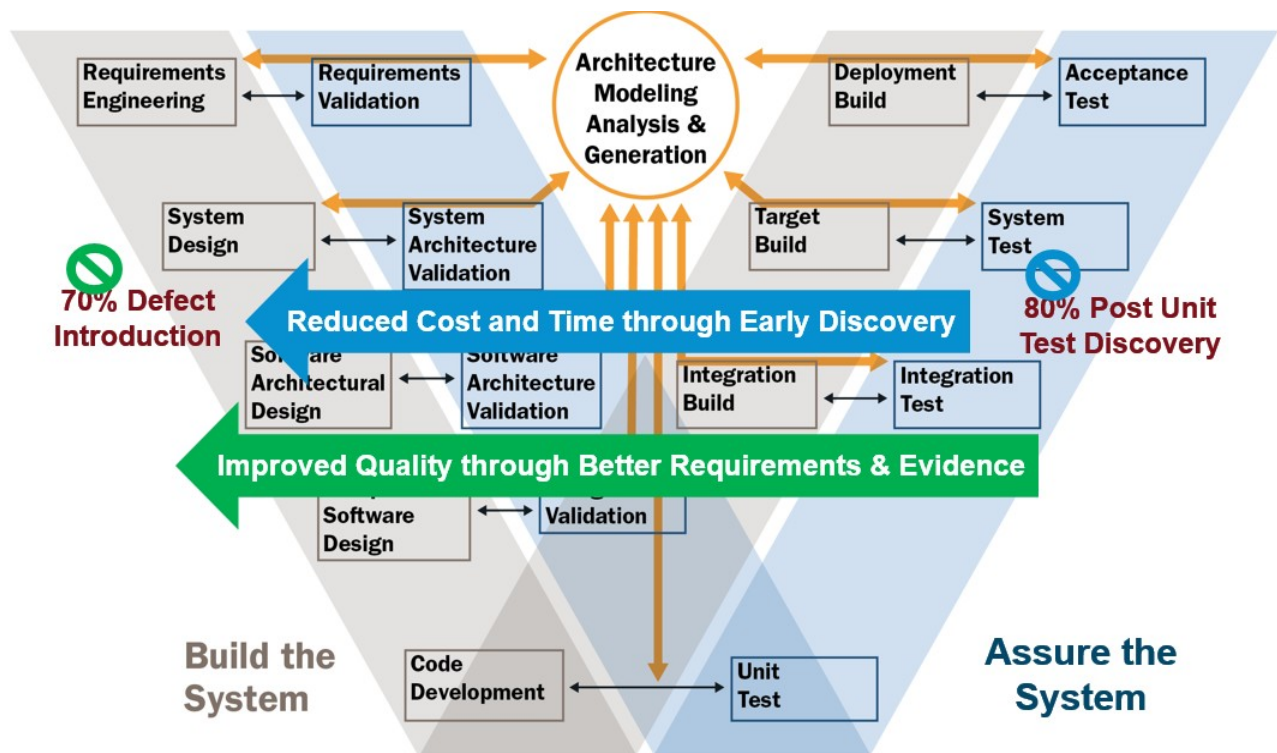 Requirements
Engineering
Requirements
Validation
Architecture
Modeling
Analysis &
Generation
Deployment
Build
Acceptance
Test
System
Design
System
Architecture
Validation
Target
Build
System
Test
70% Defect
Introduction
Reduced Cost and Time through Early Discovery
80% Post Unit
Test Discovery
Software
Architectural
Design
Software
Architecture
Validation
Integration
Build
Integration
Test
Improved Quality through Better Requirements & Evidence
Software
Design
Validation
Build the
System
Code
Development
Unit
Test
Assure the
System